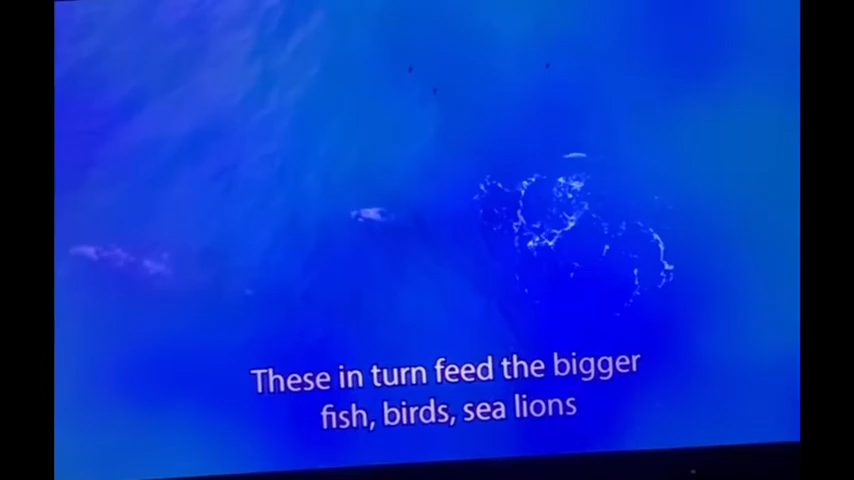 These in turn feed the bigger
fish, birds, sea lions